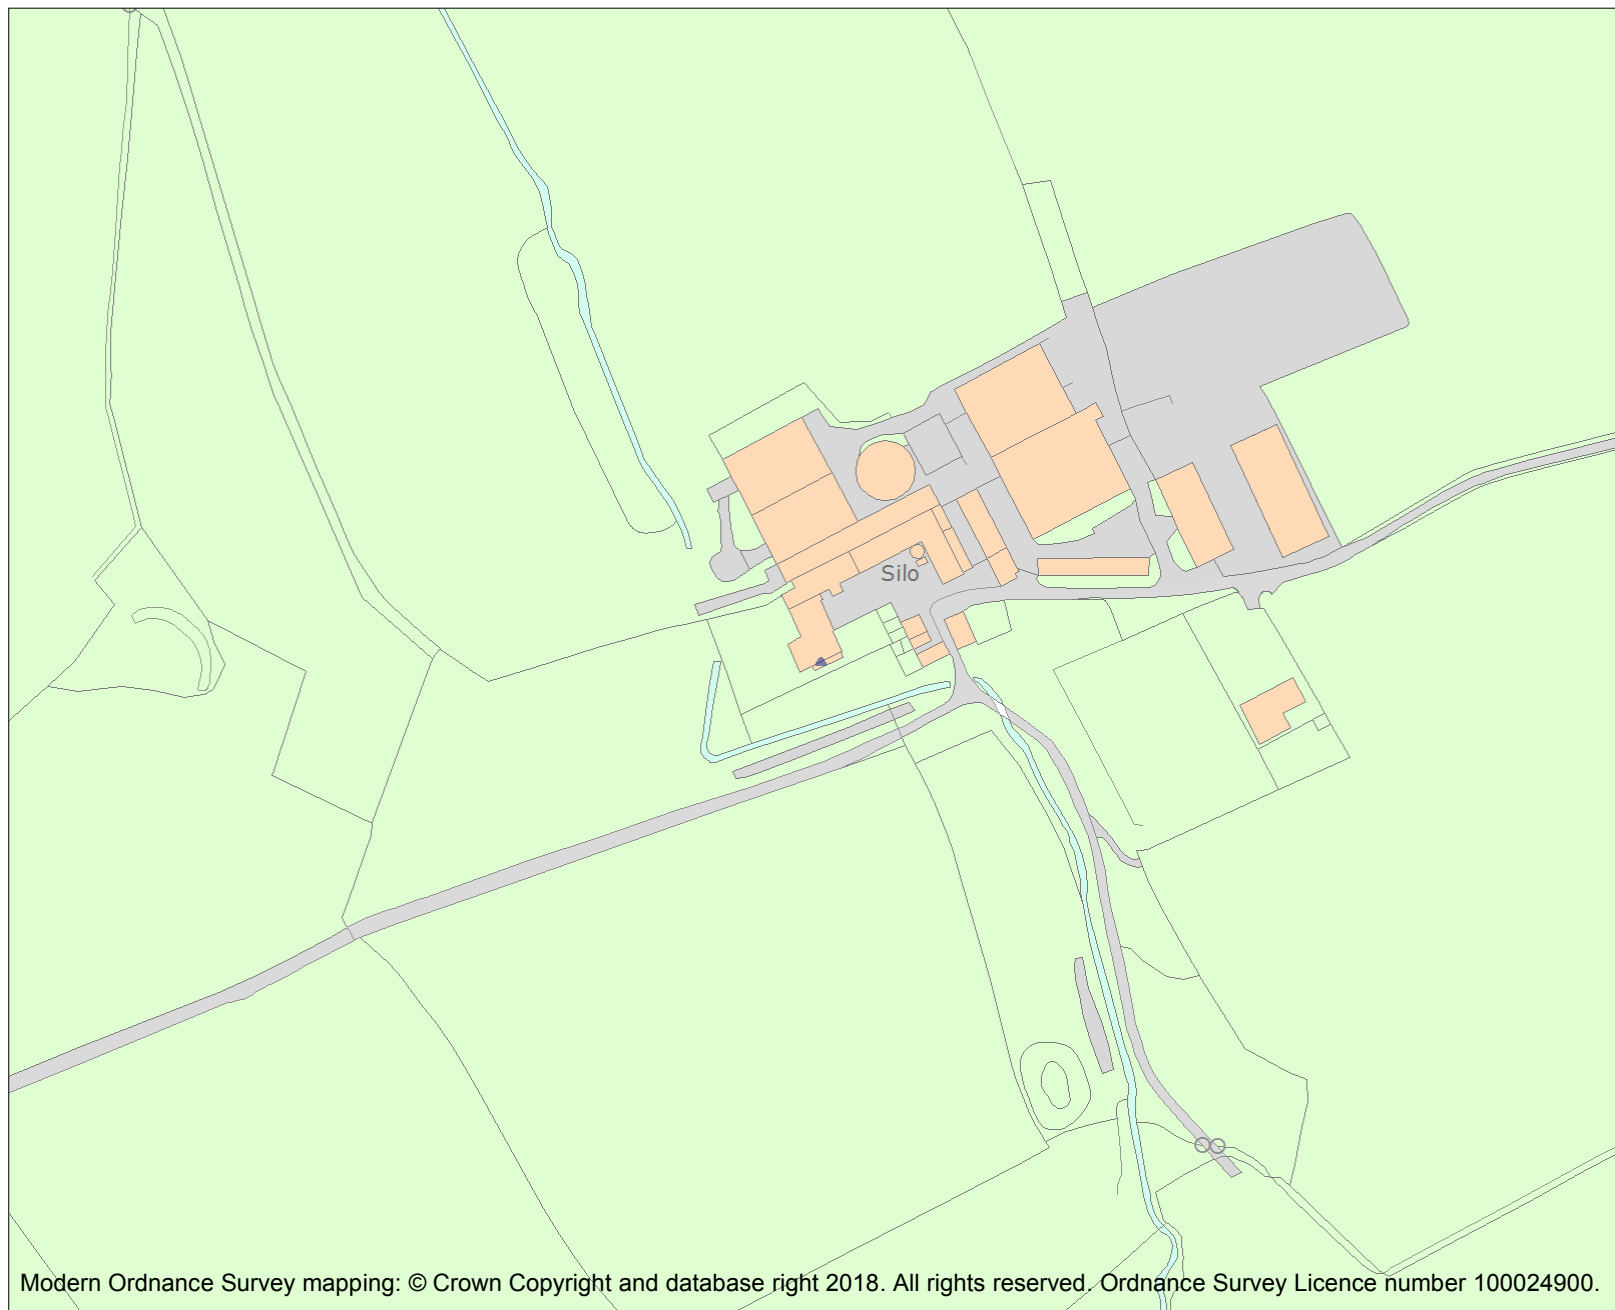 Silo
Modern Ordnance Survey mapping: © Crown Copyright and database right 2018. All rights reserved. Ordnance Survey Licence number 100024900.